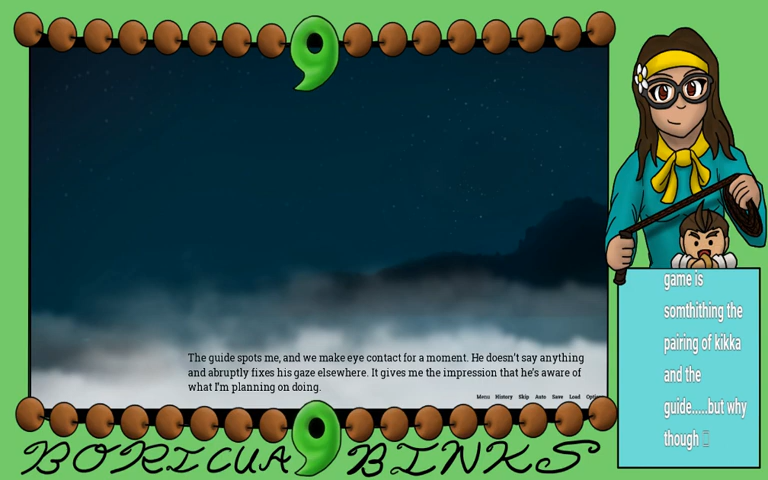 The guide spots me, and we make eye contact for a moment. He doesn't say anything
and abruptly fixes his gaze elsewhere. It gives me the impression that he's aware of
what I'm planning on doing.
Menu History Skip Auto Save Load
game is
somthithing the
pairing of kikka
and the
guide.....but why
though
BORICUA BINKS